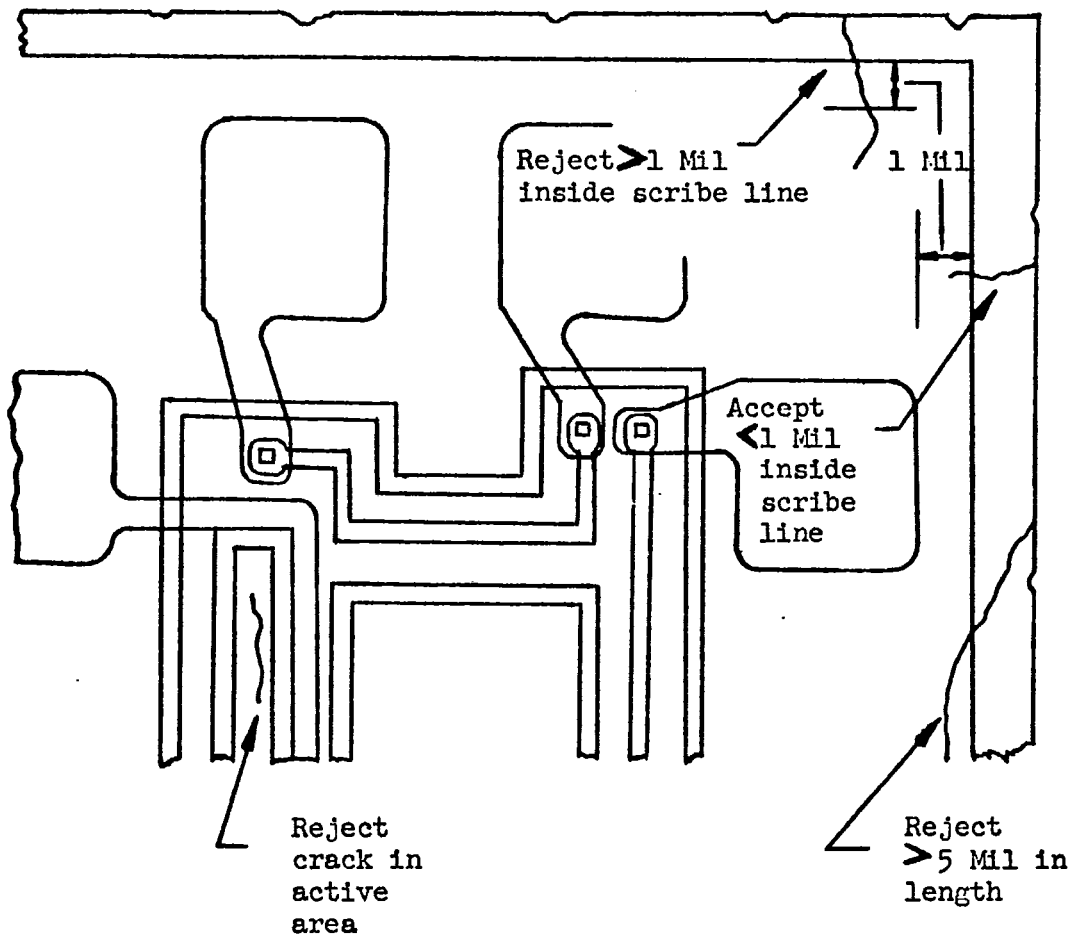 Reject >1 Mil
inside scribe line
1 Mil
Accept
<1 Mil
inside
scribe
line
Reject
crack in
active
area
Reject
>5 Mil in
length